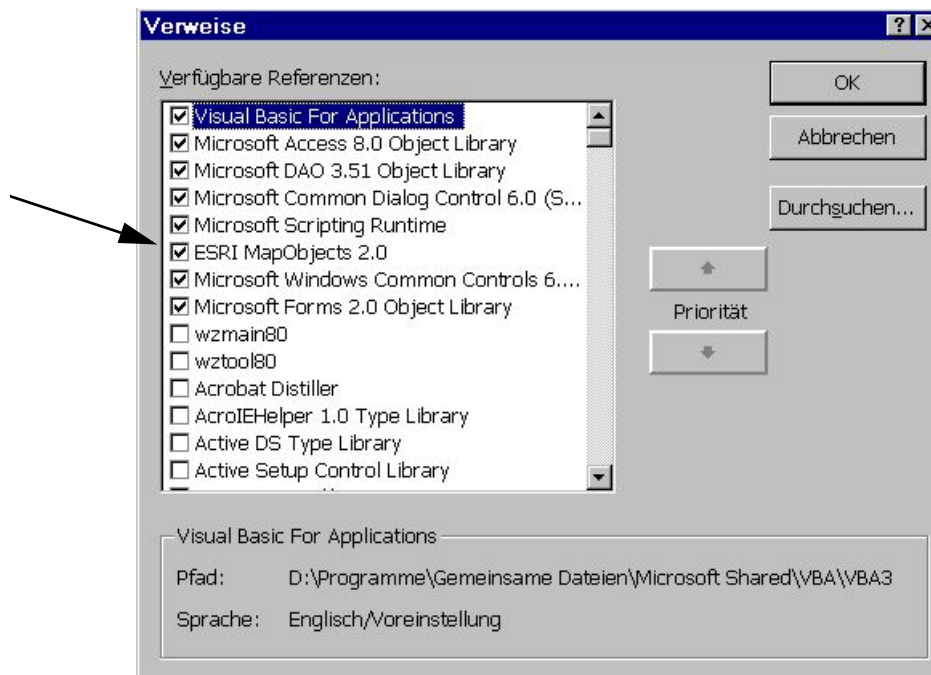 Verweise
Verfügbare Referenzen:
Visual Basic For Applications
Microsoft Access 8.0 Object Library
Microsoft DAO 3.51 Object Library
Microsoft Common Dialog Control 6.0 (S...
Microsoft Scripting Runtime
ESRI MapObjects 2.0
Microsoft Windows Common Controls 6....
Microsoft Forms 2.0 Object Library
wzmain80
wztool80
Acrobat Distiller
AcroIEHelper 1.0 Type Library
Active DS Type Library
Active Setup Control Library
OK
Abbrechen
Durchsuchen...
Priorität
Visual Basic For Applications
Pfad: D:\Programme\Gemeinsame Dateien\Microsoft Shared\VBA\VBA3
Sprache: Englisch/Voreinstellung